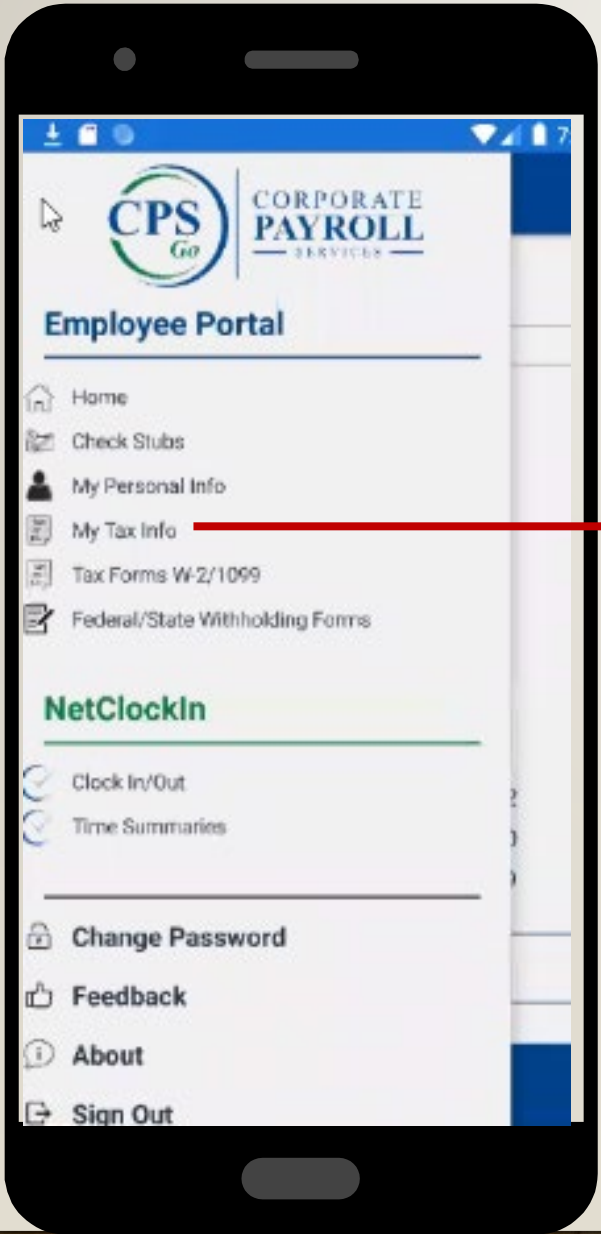 7:
CPS
Go
CORPORATE
PAYROLL
SERVICES
Employee Portal
Home
Check Stubs
My Personal Info
My Tax Info
Tax Forms W-2/1099
Federal/State Withholding Forms
NetClockIn
Clock In/Out
Time Summaries
Change Password
Feedback
About
Sign Out